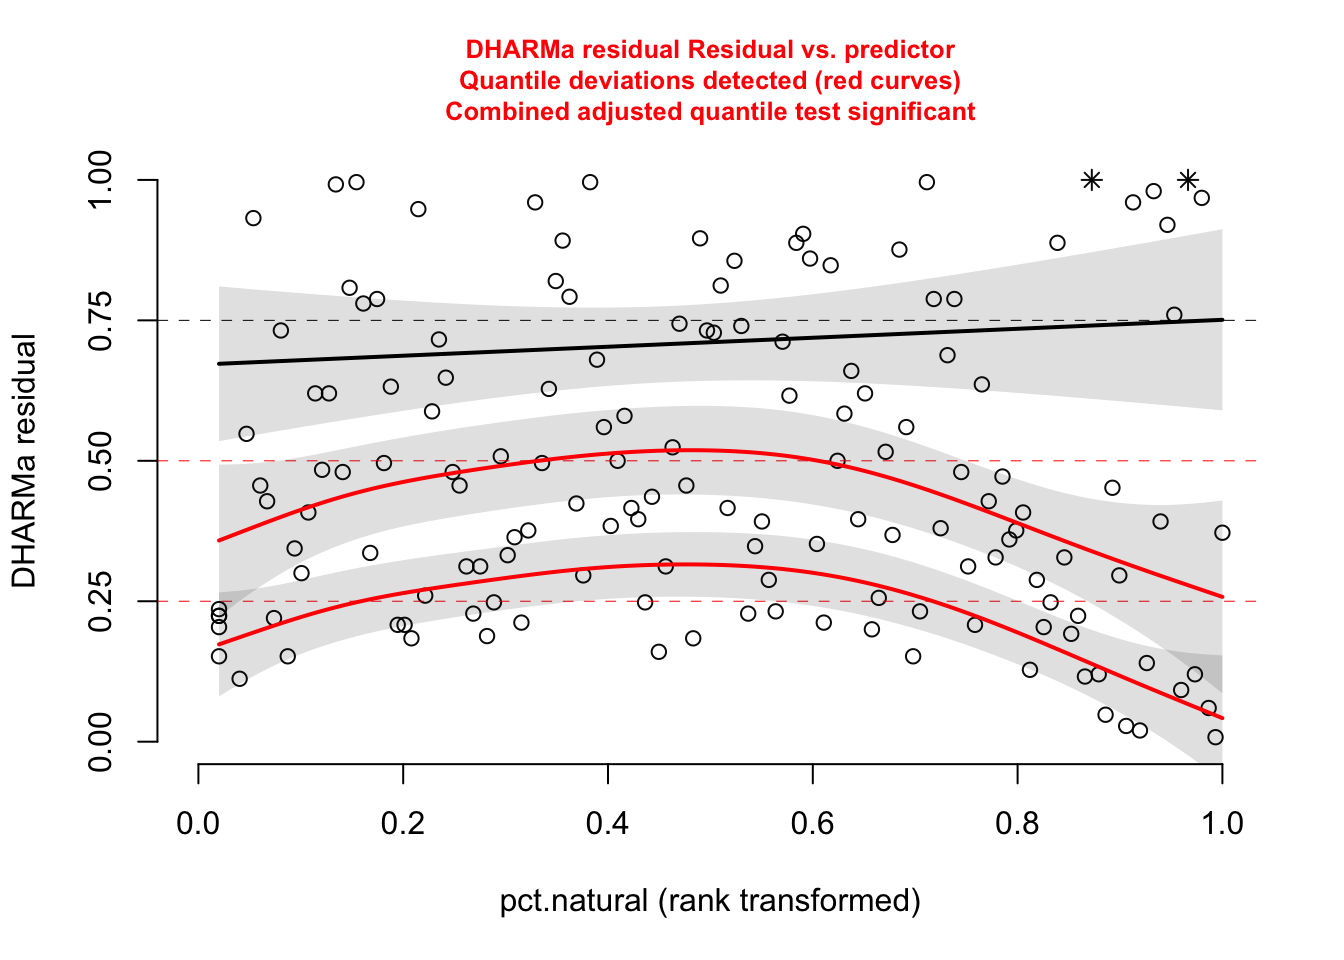 DHARMa residual Residual vs. predictor
Quantile deviations detected (red curves)
Combined adjusted quantile test significant
1.00
0.75
0.50
0.25
0.00
DHARMa residual
0.0 0.2 0.4 0.6 0.8 1.0
pct.natural (rank transformed)